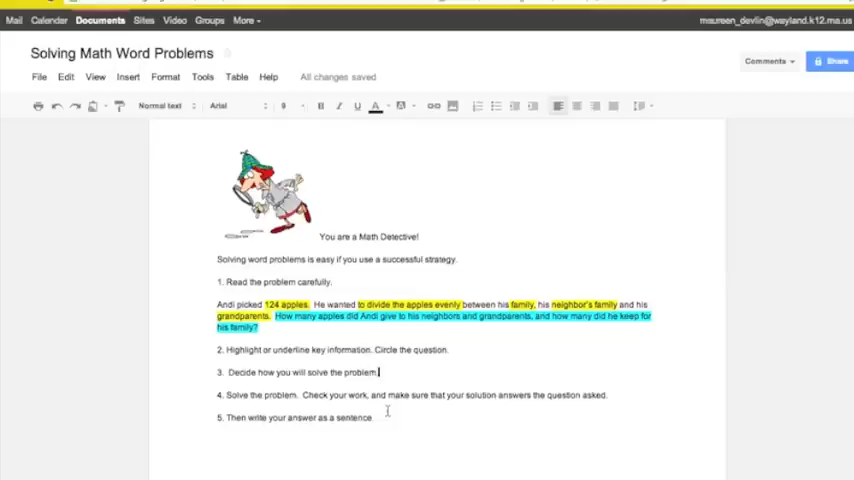 Mail Calendar Documents Sites Video Groups More
maureen_devlin@wayland.k12.ma.us
Solving Math Word Problems
Comments Share
File Edit View Insert Format Tools Table Help All changes saved
Normal text Arial 9 B I U A A
You are a Math Detective!
Solving word problems is easy if you use a successful strategy.
1. Read the problem carefully.
Andi picked 124 apples. He wanted to divide the apples evenly between his family, his neighbor's family and his
grandparents. How many apples did Andi give to his neighbors and grandparents, and how many did he keep for
his family?
2. Highlight or underline key information. Circle the question.
3. Decide how you will solve the problem.
4. Solve the problem. Check your work, and make sure that your solution answers the question asked.
5. Then write your answer as a sentence.